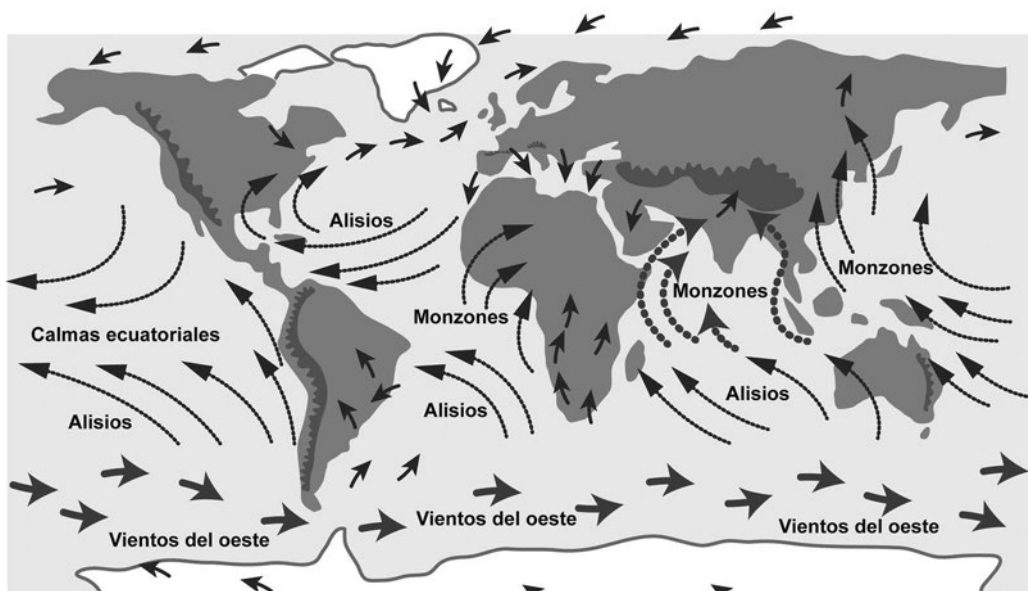 Alisios
Monzones
Monzones
Monzones
Calmas ecuatoriales
Alisios
Alisios
Alisios
Vientos del oeste
Vientos del oeste
Vientos del oeste